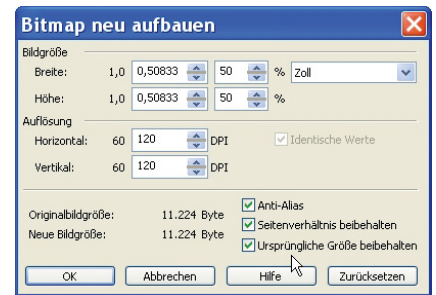 Bitmap neu aufbauen
Bildgröße
Breite: 1,0 0,50833 50 % Zoll
Höhe: 1,0 0,50833 50 %
Auflösung
Horizontal: 60 120 DPI Identische Werte
Vertikal: 60 120 DPI
Anti-Alias
Originalbildgröße: 11.224 Byte
Seitenverhältnis beibehalten
Neue Bildgröße: 11.224 Byte
Ursprüngliche Größe beibehalten
OK Abbrechen Hilfe Zurücksetzen